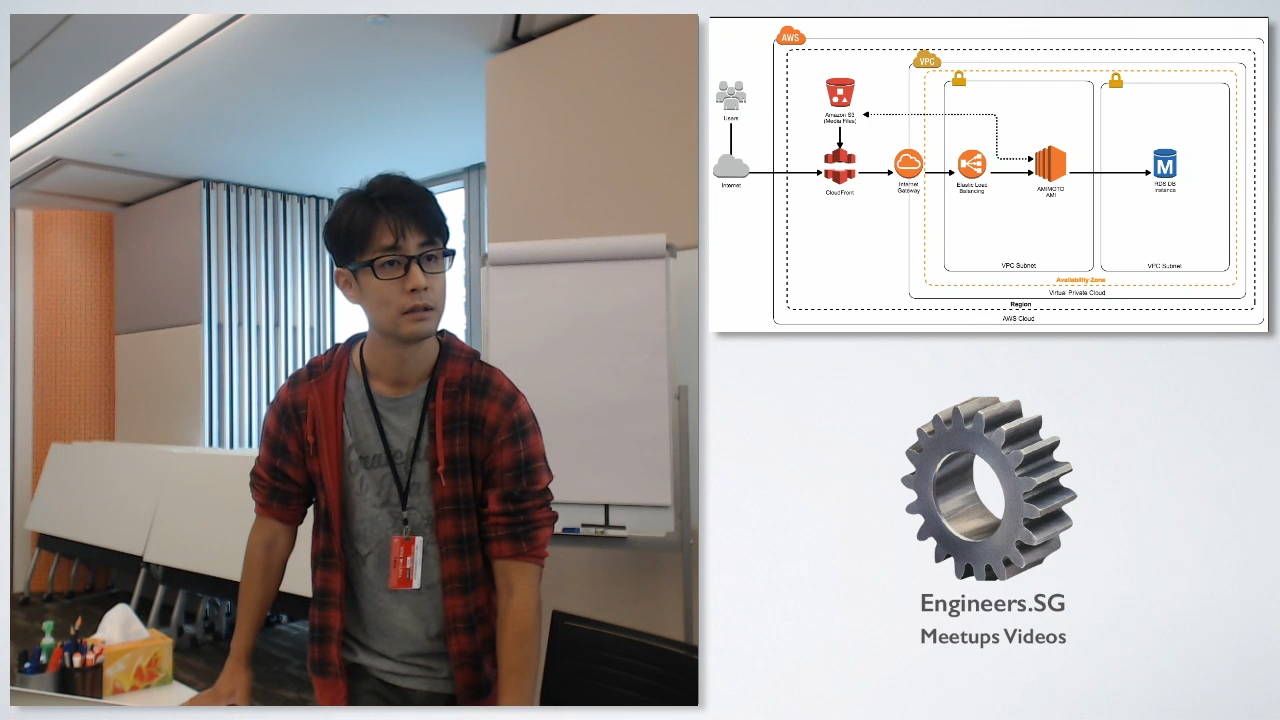 AWS
VPC
Users
Amazon S3
(Media Files)
Internet
CloudFront
Internet
Gateway
Elastic Load
Balancing
AMIMOTO
AMI
M
RDS DB
Instance
VPC Subnet
VPC Subnet
Availability Zone
Virtual Private Cloud
Region
AWS Cloud
Engineers.SG
Meetups Videos